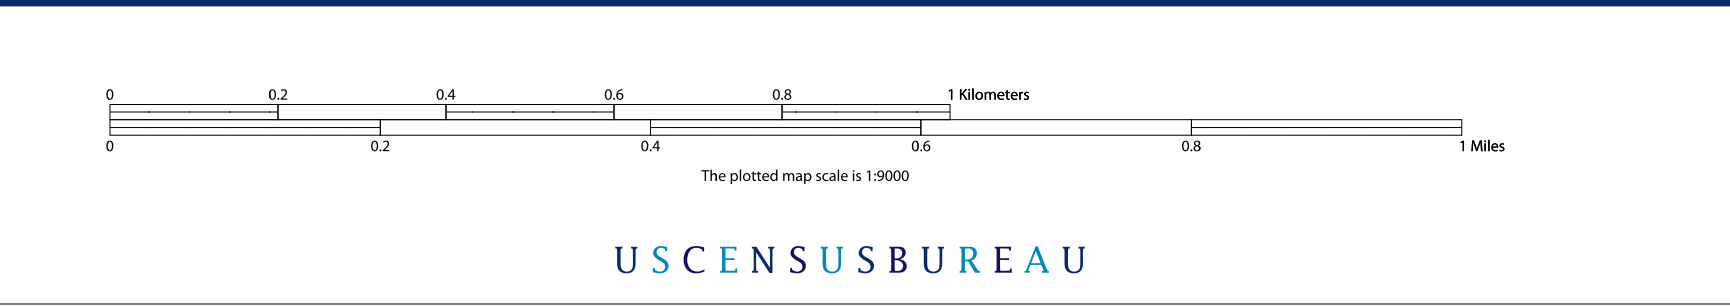 0 0.2 0.4 0.6 0.8 1 Kilometers
0 0.2 0.4 0.6 0.8 1 Miles
The plotted map scale is 1:9000
USCENSUSBUREAU